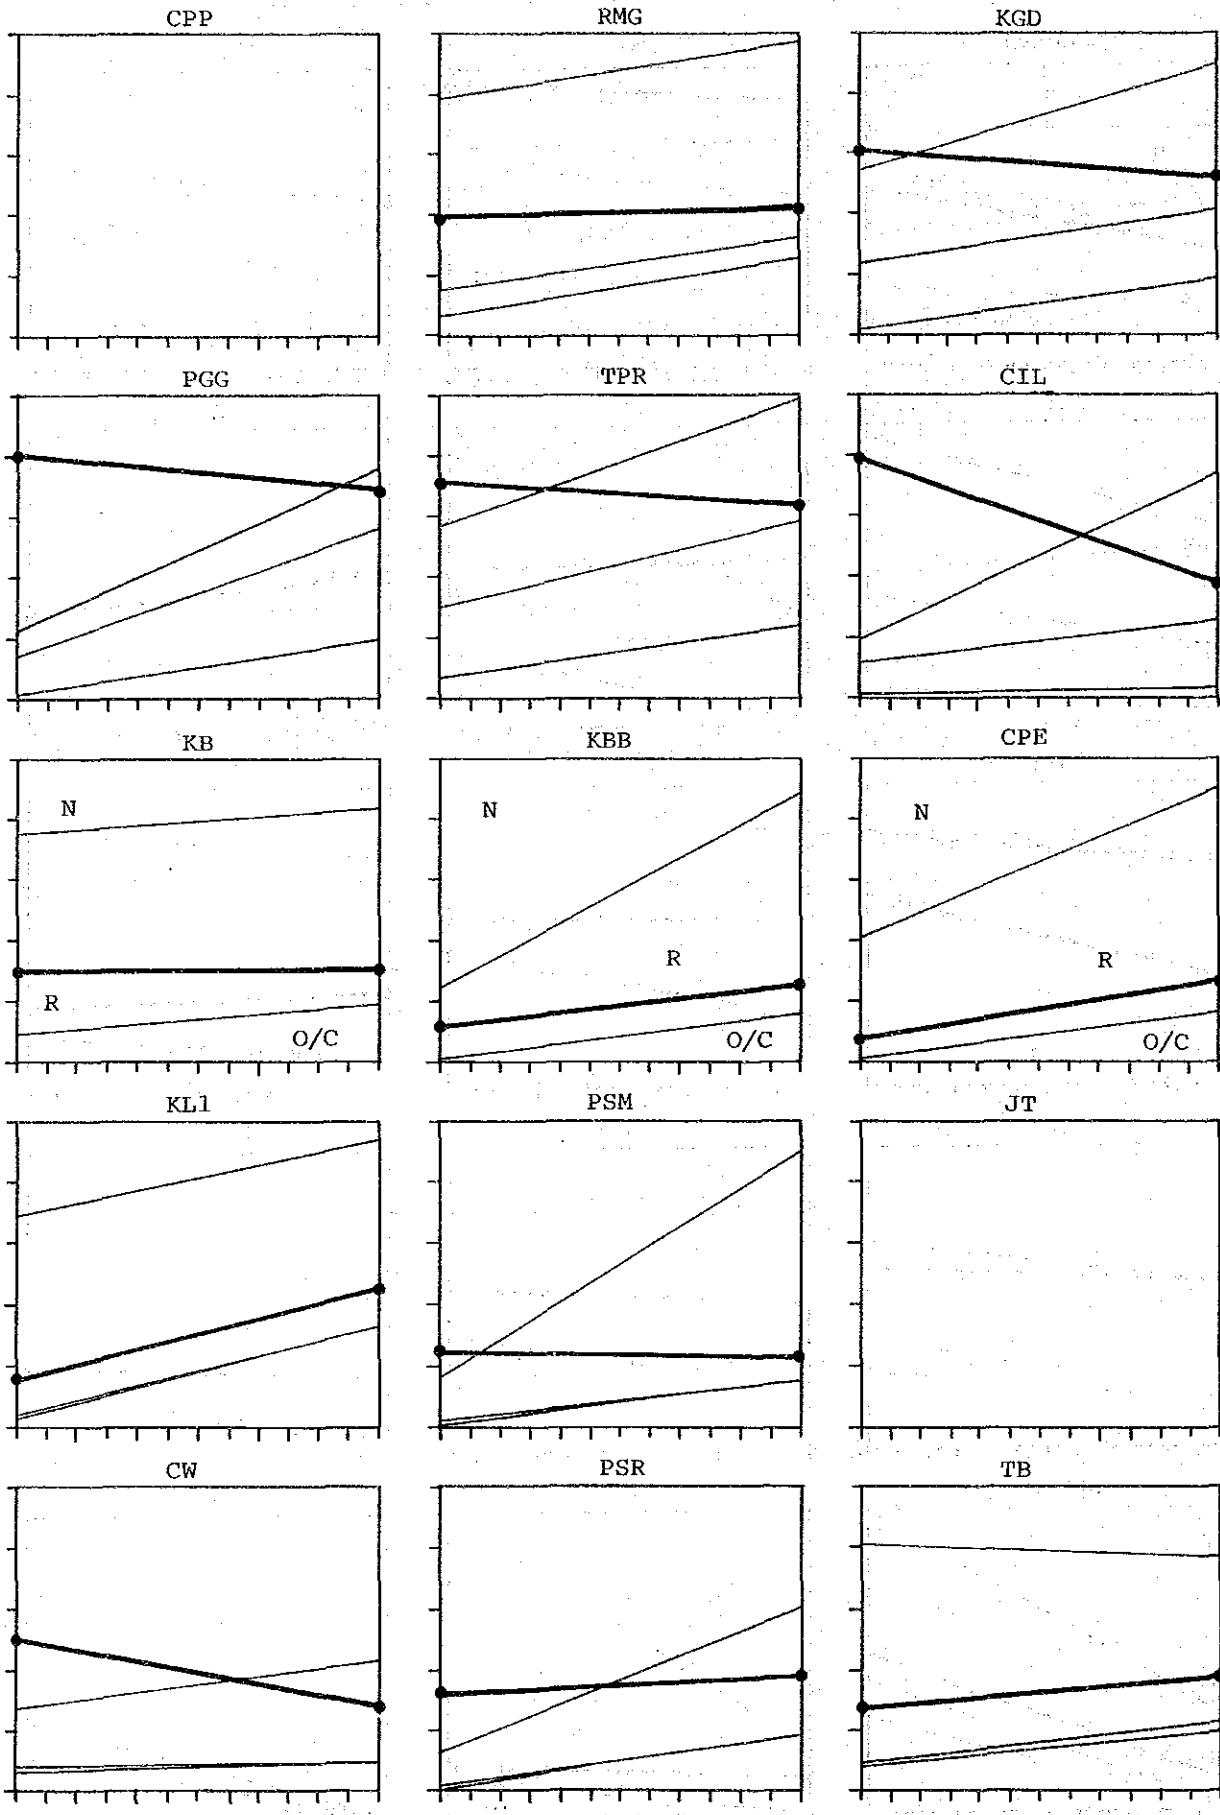 CPP RMG KGD
PGG TPR CIL
KB KBB CPE
N N N
R R R
O/C O/C O/C
KL1 PSM JT
CW PSR TB